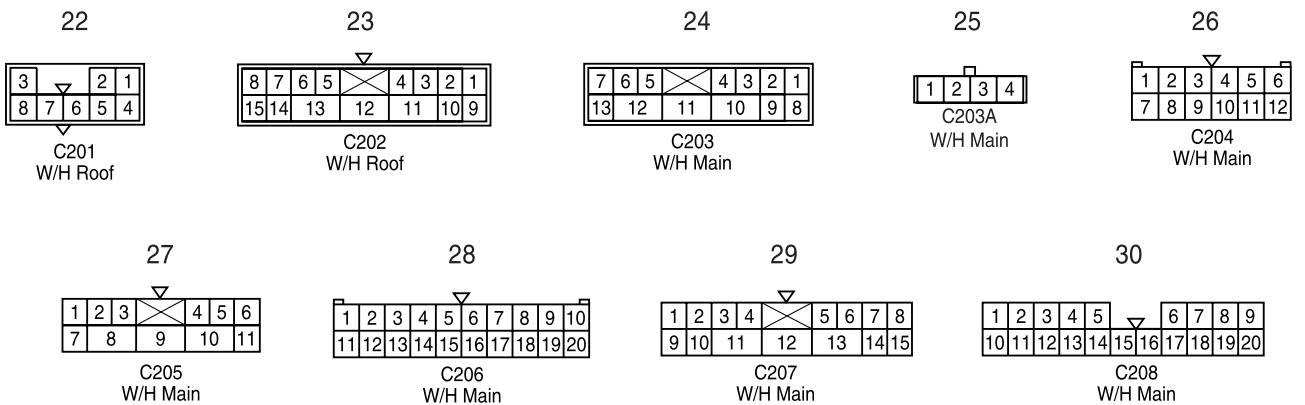 22 23 24 25 26
3 2 1
8 7 6 5 4
C201
W/H Roof
8 7 6 5 4 3 2 1
15 14 13 12 11 10 9
C202
W/H Roof
7 6 5 4 3 2 1
13 12 11 10 9 8
C203
W/H Main
1 2 3 4
C203A
W/H Main
1 2 3 4 5 6
7 8 9 10 11 12
C204
W/H Main
27 28 29 30
1 2 3 4 5 6
7 8 9 10 11
C205
W/H Main
1 2 3 4 5 6 7 8 9 10
11 12 13 14 15 16 17 18 19 20
C206
W/H Main
1 2 3 4 5 6 7 8
9 10 11 12 13 14 15
C207
W/H Main
1 2 3 4 5 6 7 8 9
10 11 12 13 14 15 16 17 18 19 20
C208
W/H Main